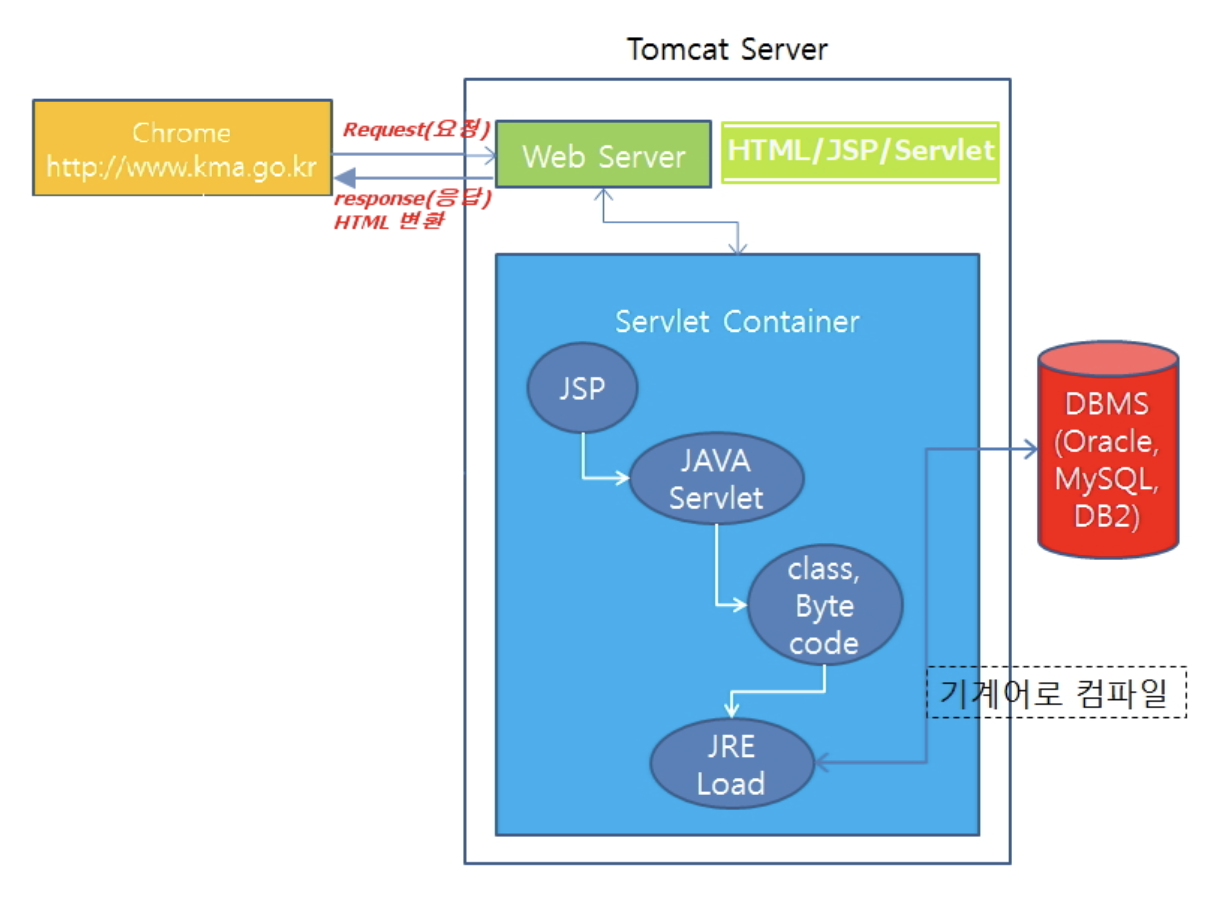 Tomcat Server
Chrome
http://www.kma.go.kr
Request(요청)
response(응답)
HTML 변환
Web Server
HTML/JSP/Servlet
Servlet Container
JSP
JAVA
Servlet
class,
Byte
code
JRE
Load
DBMS
(Oracle,
MySQL,
DB2)
기계어로 컴파일